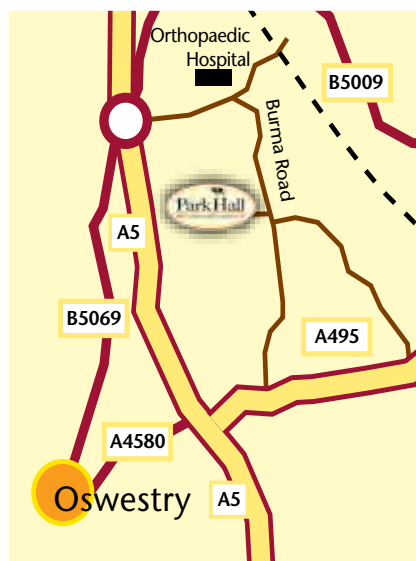 Orthopaedic
Hospital
B5009
Burma Road
Park Hall
A5
B5069
A495
A4580
Oswestry
A5